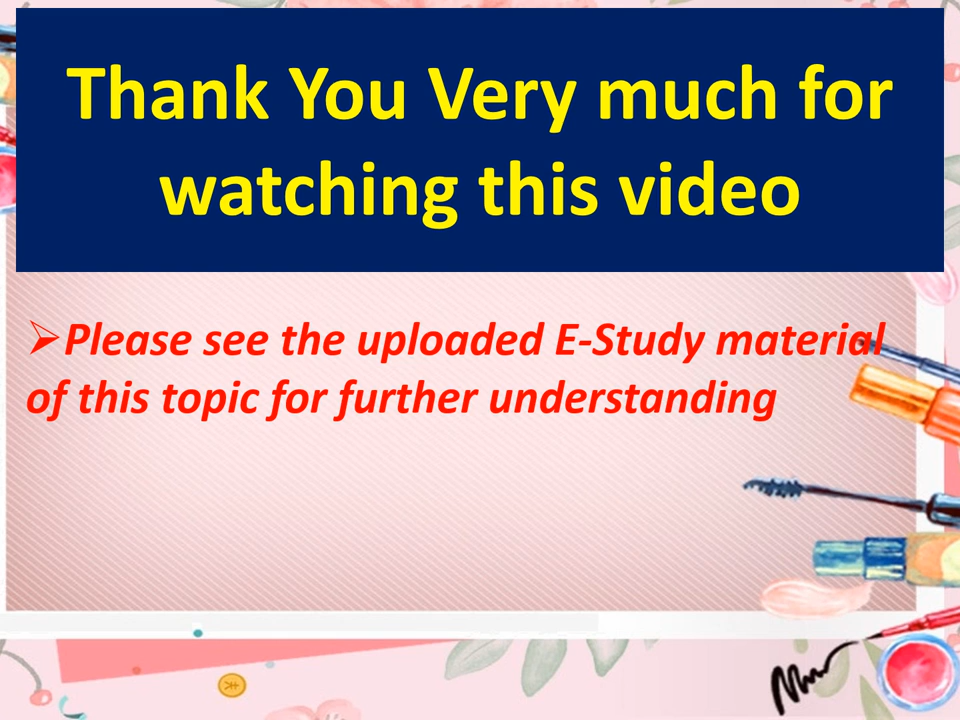 Thank You Very much for
watching this video
➢Please see the uploaded E-Study material
of this topic for further understanding